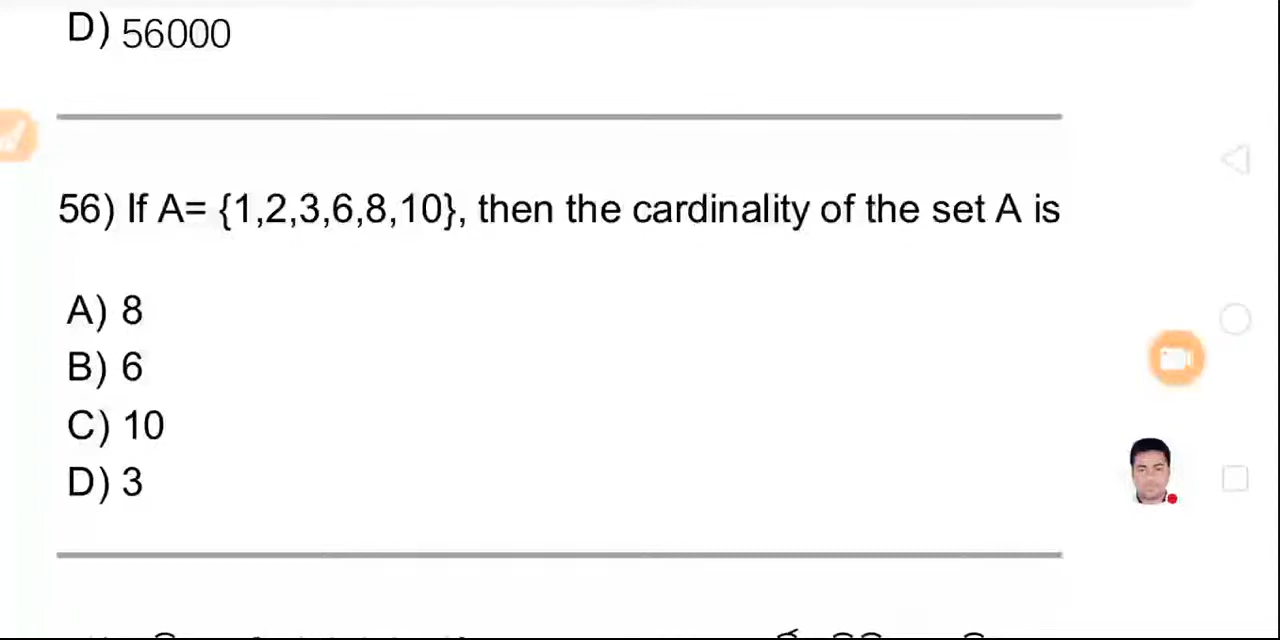 D) 56000
56) If A= {1,2,3,6,8,10}, then the cardinality of the set A is
A) 8
B) 6
C) 10
D) 3